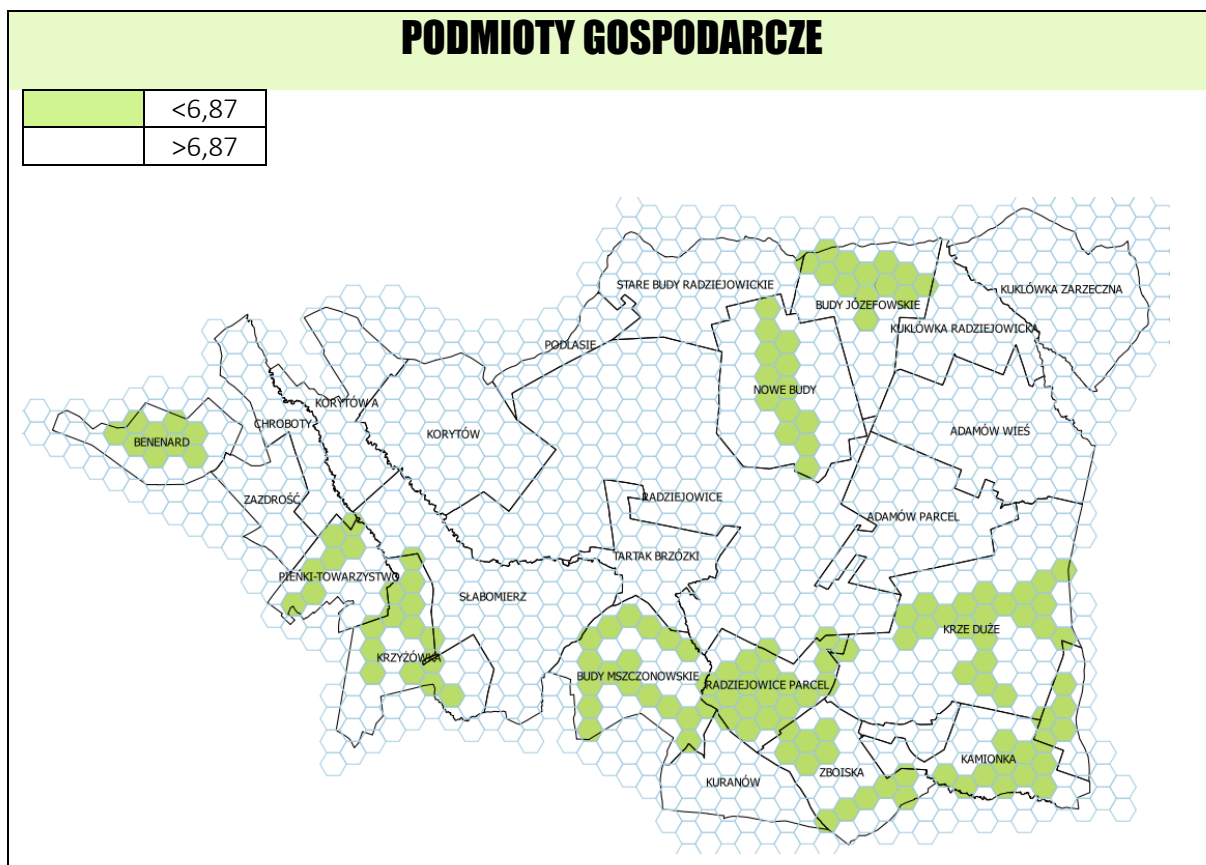 PODMIOTY GOSPODARCZE
<6,87
>6,87
STARE BUDY RADZIEJOWICKIE
KUKLÓWKA ZARZECZNA
BUDY JÓZEFOWSKIE
KUKLÓWKA RADZIEJOWICKA
PODLASIE
NOWE BUDY
KORYTÓW A
CHROBOTY
KORYTÓW
ADAMÓW WIEŚ
BENENARD
ZAZDROŚĆ
RADZIEJOWICE
ADAMÓW PARCEL
TARTAK BRZÓZKI
PIENKI-TOWARZYSTWO
SŁABOMIERZ
KRZE DUŻE
KRZYŻÓWKA
BUDY MSZCZONOWSKIE
RADZIEJOWICE PARCEL
KAMIONKA
ZBOISKA
KURANÓW